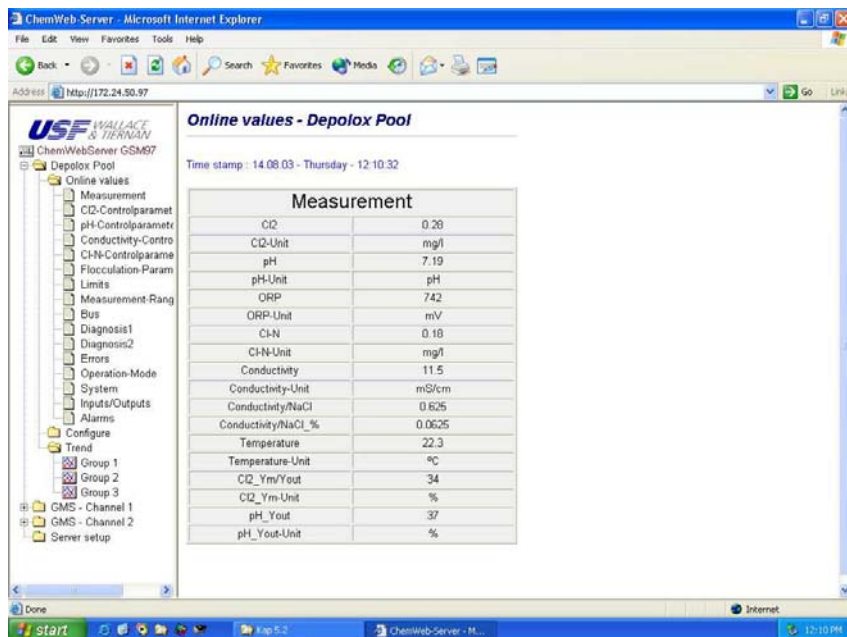 ChemWeb-Server - Microsoft Internet Explorer
File Edit View Favorites Tools Help
Back Search Favorites Media
Address http://172.24.50.97 Go Links
USF WALLACE & TIERNAN
ChemWebServer GSM97
Depolox Pool
Online values
Measurement
Cl2-Controlparamet
pH-Controlparamete
Conductivity-Contro
Cl-N-Controlparame
Flocculation-Param
Limits
Measurement-Rang
Bus
Diagnosis1
Diagnosis2
Errors
Operation-Mode
System
Inputs/Outputs
Alarms
Configure
Trend
Group 1
Group 2
Group 3
GMS - Channel 1
GMS - Channel 2
Server setup
Online values - Depolox Pool
Time stamp : 14.08.03 - Thursday - 12:10:32
Measurement
Cl2 0.28
Cl2-Unit mg/l
pH 7.19
pH-Unit pH
ORP 742
ORP-Unit mV
Cl-N 0.18
Cl-N-Unit mg/l
Conductivity 11.5
Conductivity-Unit mS/cm
Conductivity/NaCl 0.625
Conductivity/NaCl_% 0.0625
Temperature 22.3
Temperature-Unit ºC
Cl2_Ym/Yout 34
Cl2_Ym-Unit %
pH_Yout 37
pH_Yout-Unit %
Done Internet
start Kap 5.2 ChemWeb-Server - M... 12:10 PM